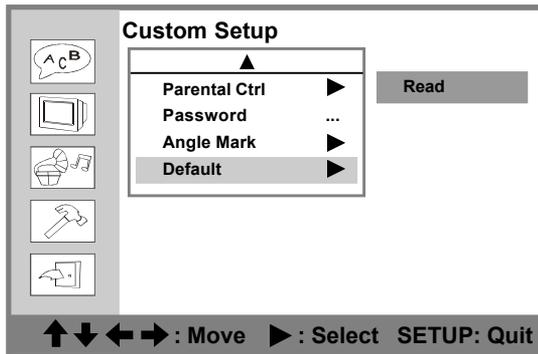 Custom Setup
A C B
▲
Parental Ctrl ▶
Read
Password ...
Angle Mark ▶
Default ▶
↑ ↓ ← → : Move ▶ : Select SETUP: Quit